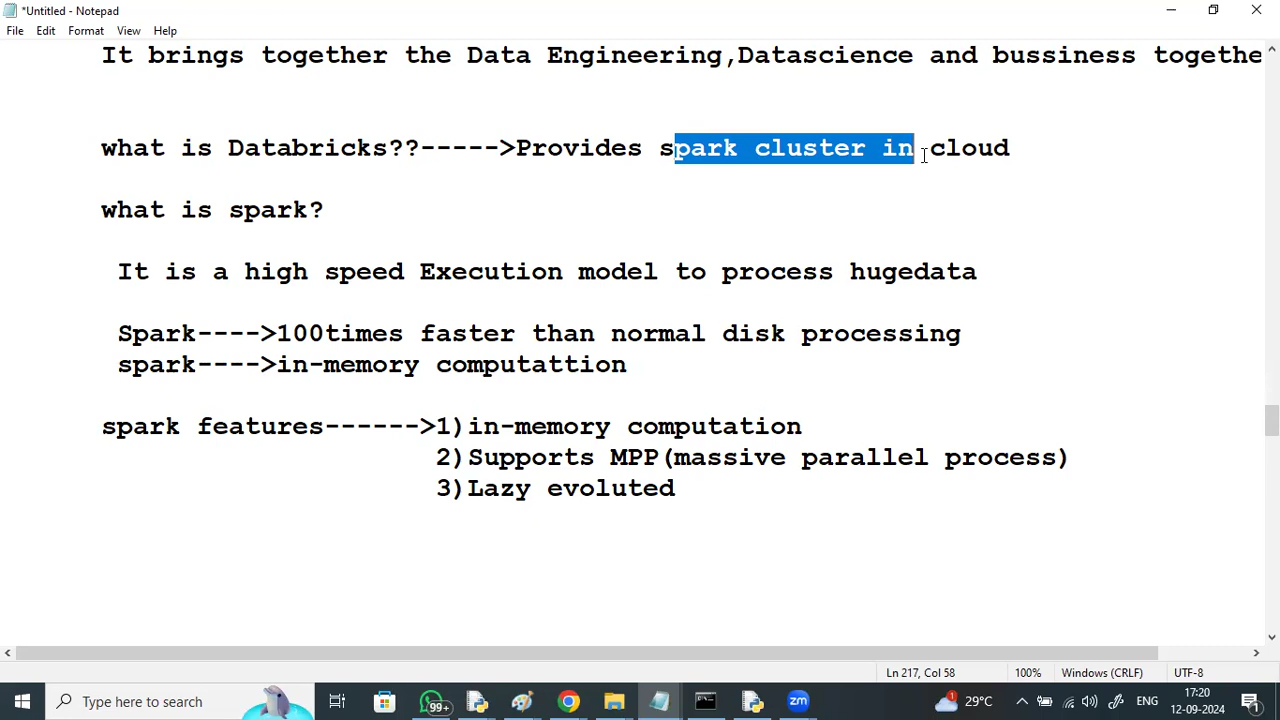 *Untitled - Notepad
File Edit Format View Help
It brings together the Data Engineering,Datascience and bussiness togethe
what is Databricks??----->Provides spark cluster in cloud
what is spark?
It is a high speed Execution model to process hugedata
Spark---->100times faster than normal disk processing
spark---->in-memory computattion
spark features------>1)in-memory computation
2)Supports MPP(massive parallel process)
3)Lazy evoluted
Ln 217, Col 58 100% Windows (CRLF) UTF-8
Type here to search 99+ zm 1 29°C ENG 17:20
12-09-2024 1